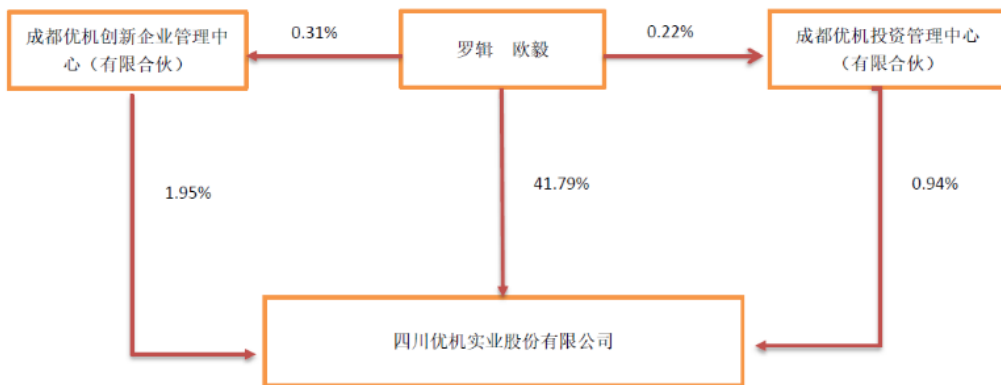 成都优机创新企业管理中
心（有限合伙）
0.31%
罗辑 欧毅
0.22%
成都优机投资管理中心
（有限合伙）
1.95%
41.79%
0.94%
四川优机实业股份有限公司